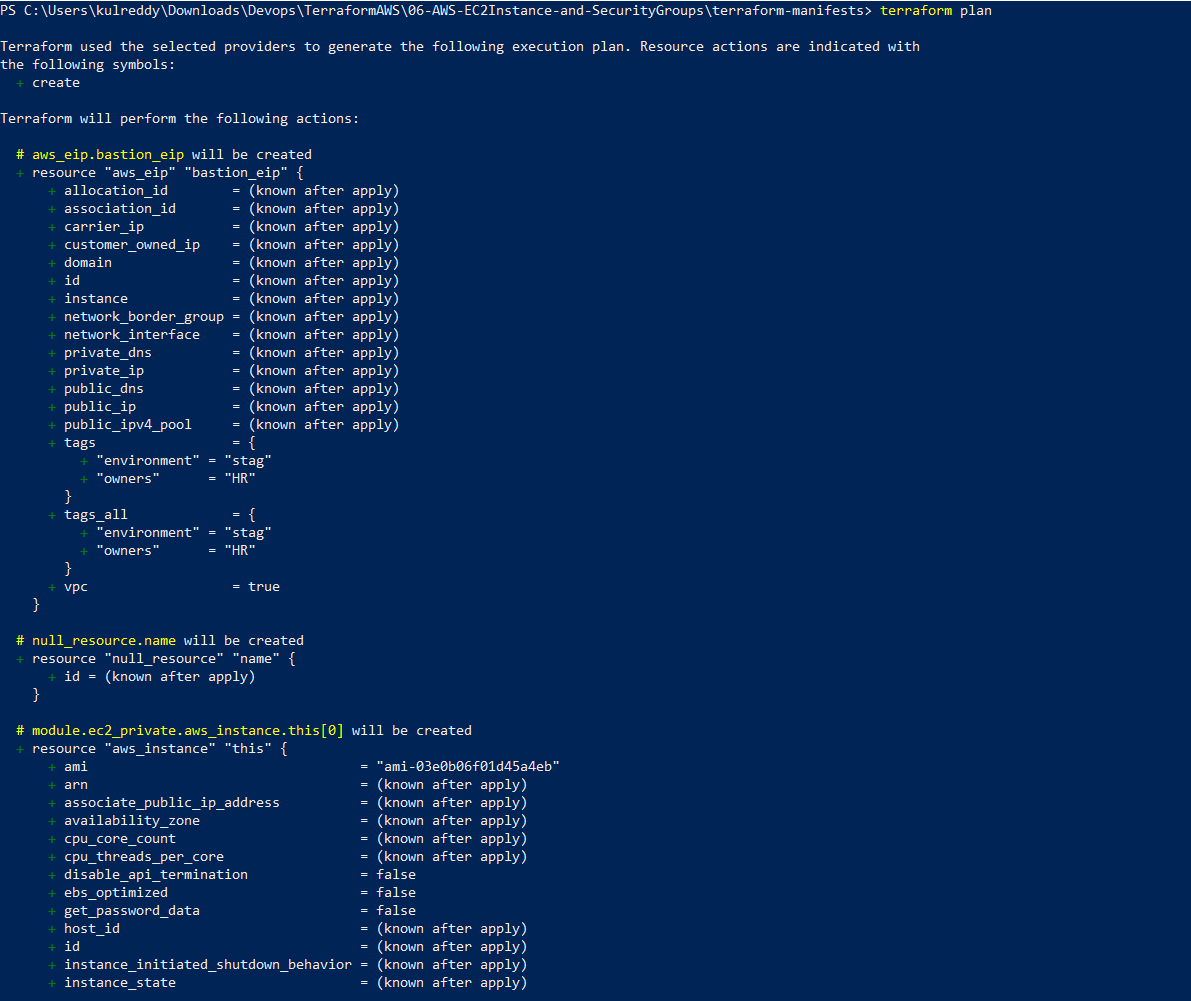 PS C:\Users\kulreddy\Downloads\Devops\TerraformAWS\06-AWS-EC2Instance-and-SecurityGroups\terraform-manifests> terraform plan

Terraform used the selected providers to generate the following execution plan. Resource actions are indicated with
the following symbols:
  + create

Terraform will perform the following actions:

  # aws_eip.bastion_eip will be created
  + resource "aws_eip" "bastion_eip" {
      + allocation_id        = (known after apply)
      + association_id       = (known after apply)
      + carrier_ip           = (known after apply)
      + customer_owned_ip    = (known after apply)
      + domain               = (known after apply)
      + id                   = (known after apply)
      + instance             = (known after apply)
      + network_border_group = (known after apply)
      + network_interface    = (known after apply)
      + private_dns          = (known after apply)
      + private_ip           = (known after apply)
      + public_dns           = (known after apply)
      + public_ip            = (known after apply)
      + public_ipv4_pool     = (known after apply)
      + tags                 = {
          + "environment" = "stag"
          + "owners"      = "HR"
        }
      + tags_all             = {
          + "environment" = "stag"
          + "owners"      = "HR"
        }
      + vpc                  = true
    }

  # null_resource.name will be created
  + resource "null_resource" "name" {
      + id = (known after apply)
    }

  # module.ec2_private.aws_instance.this[0] will be created
  + resource "aws_instance" "this" {
      + ami                                  = "ami-03e0b06f01d45a4eb"
      + arn                                  = (known after apply)
      + associate_public_ip_address          = (known after apply)
      + availability_zone                    = (known after apply)
      + cpu_core_count                       = (known after apply)
      + cpu_threads_per_core                 = (known after apply)
      + disable_api_termination              = false
      + ebs_optimized                        = false
      + get_password_data                    = false
      + host_id                              = (known after apply)
      + id                                   = (known after apply)
      + instance_initiated_shutdown_behavior = (known after apply)
      + instance_state                       = (known after apply)